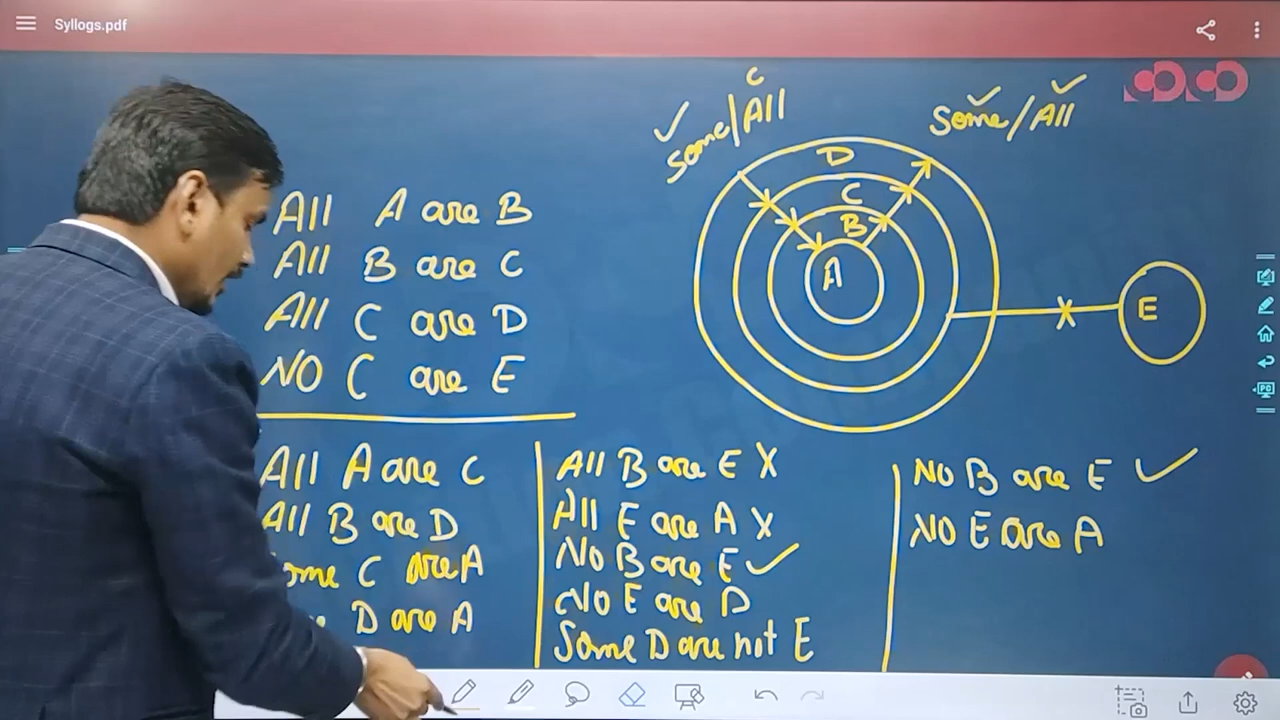 Syllogs.pdf
All A are B
All B are C
All C are D
NO C are E
C
Some/All
Some/All
D
C
B
A
E
All A are C
All B are D
C are A
D are A
All B are E X
All E are A X
No B are E ✓
No E are D
Some D are not E
NO B are E ✓
NO E are A